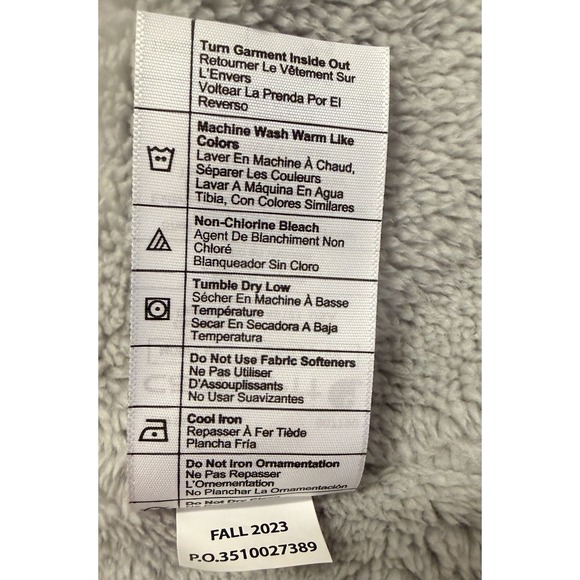 Turn Garment Inside Out
Retourner Le Vêtement Sur
L'Envers
Voltear La Prenda Por El
Reverso
Machine Wash Warm Like
Colors
Laver En Machine À Chaud,
Séparer Les Couleurs
Lavar A Máquina En Agua
Tibia, Con Colores Similares
Non-Chlorine Bleach
Agent De Blanchiment Non
Chloré
Blanqueador Sin Cloro
Tumble Dry Low
Sécher En Machine À Basse
Température
Secar En Secadora A Baja
Temperatura
Do Not Use Fabric Softeners
Ne Pas Utiliser
D'Assouplissants
No Usar Suavizantes
Cool Iron
Repasser À Fer Tiède
Plancha Fría
Do Not Iron Ornamentation
Ne Pas Repasser
L'Ornementation
No Planchar La Ornamentación
Do Not Dry
FALL 2023
P.O.3510027389